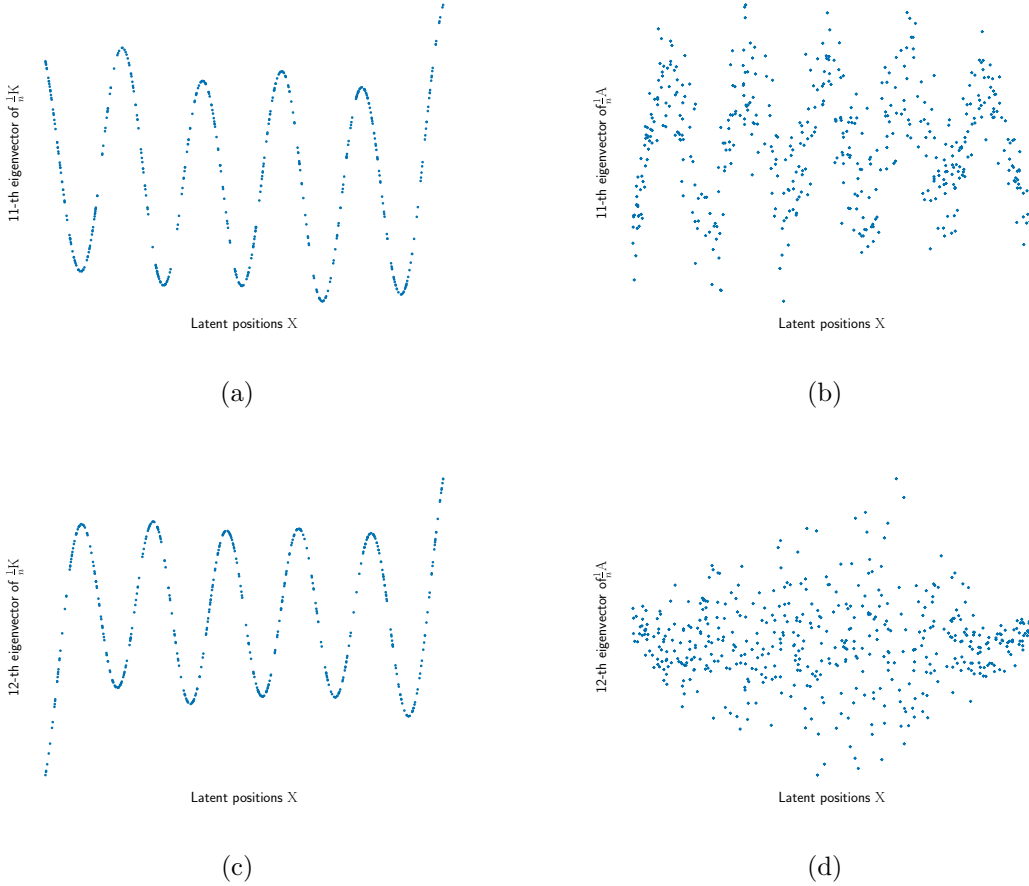 11-th eigenvector of 1/n K
Latent positions X
(a)
11-th eigenvector of 1/n A
Latent positions X
(b)
12-th eigenvector of 1/n K
Latent positions X
(c)
12-th eigenvector of 1/n A
Latent positions X
(d)